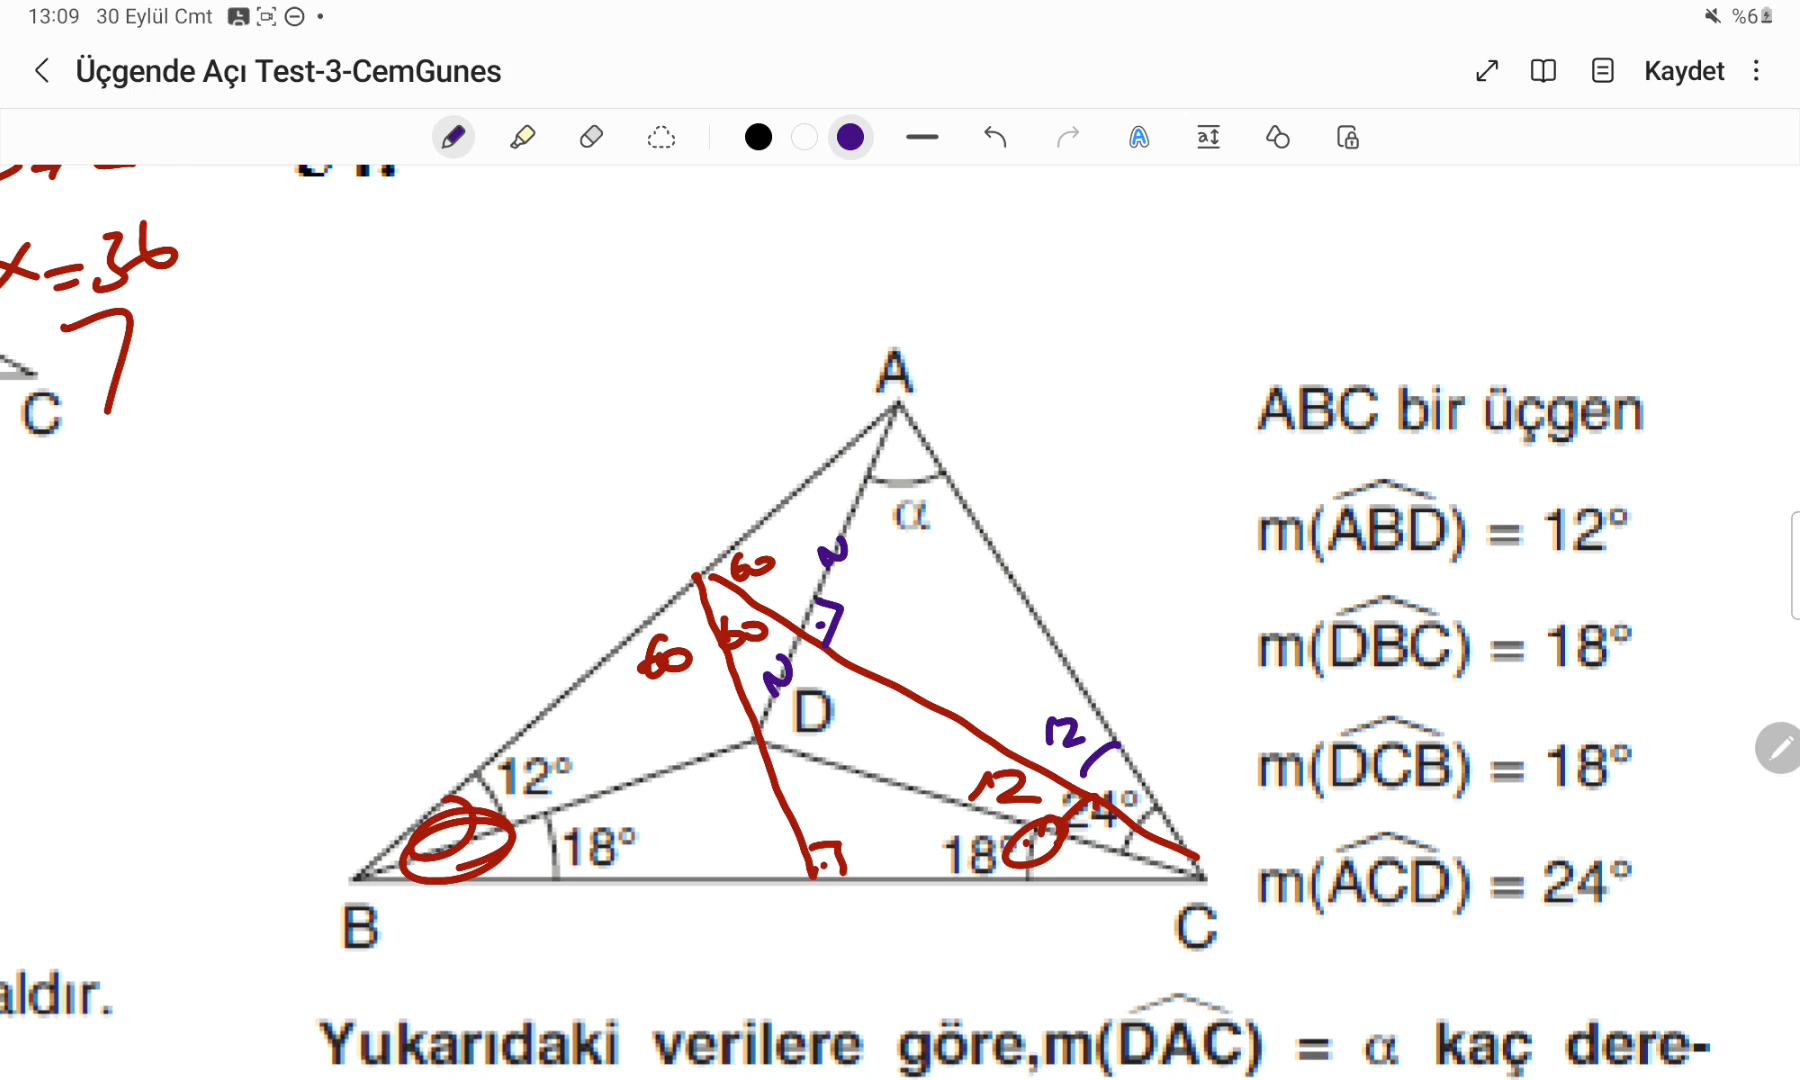 13:09 30 Eylül Cmt
%6
Üçgende Açı Test-3-CemGunes
Kaydet
x=36
C
A
α
ABC bir üçgen
m(ABD) = 12°
m(DBC) = 18°
m(DCB) = 18°
m(ACD) = 24°
60
60
60
D
12
12
12°
18°
18°
24°
B
C
aldır.
Yukarıdaki verilere göre,m(DAC) = α kaç dere-